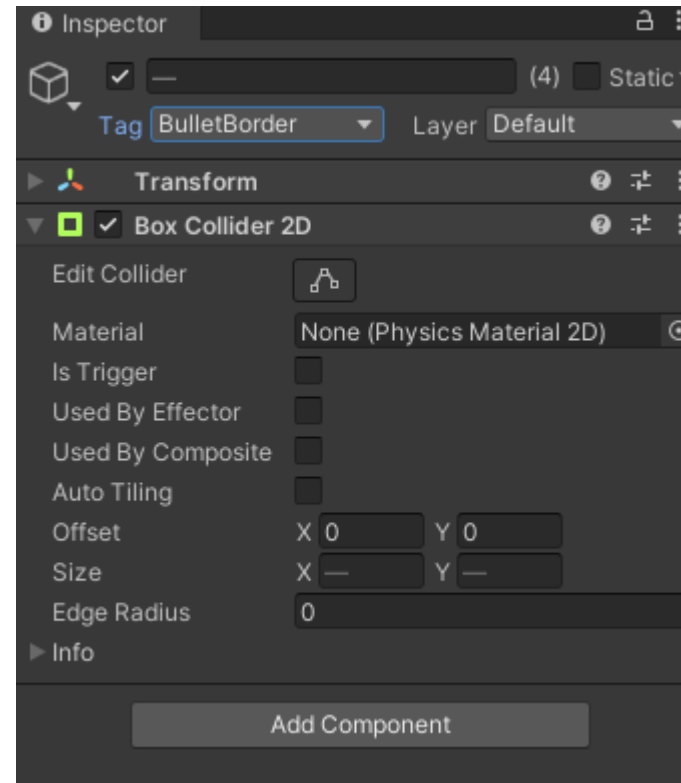 Inspector
— (4) Static
Tag BulletBorder Layer Default
Transform
Box Collider 2D
Edit Collider
Material None (Physics Material 2D)
Is Trigger
Used By Effector
Used By Composite
Auto Tiling
Offset X 0 Y 0
Size X — Y —
Edge Radius 0
Info
Add Component